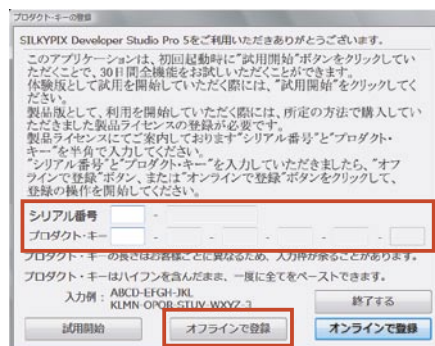 プロダクト・キーの登録
SILKYPIX Developer Studio Pro 5をご利用いただきありがとうございます。
このアプリケーションは、初回起動時に"試用開始"ボタンをクリックしてい
ただくことで、30日間全機能をお試しいただくことができます。
体験版として試用を開始していただく際には、"試用開始"をクリックしてく
ださい。
製品版として、利用を開始していただく際には、所定の方法で購入してい
ただきました製品ライセンスの登録が必要です。
製品ライセンスにてご案内しております"シリアル番号"と"プロダクト・
キー"を半角で入力してください。
"シリアル番号"と"プロダクト・キー"を入力していただきましたら、"オフ
ラインで登録"ボタン、または"オンラインで登録"ボタンをクリックして、
登録の操作を開始してください。
シリアル番号 -
プロダクト・キー - - - - -
プロダクト・キーの長さはお客様ごとに異なるため、入力枠が余ることがあります。
プロダクト・キーはハイフンを含んだまま、一度に全てをペーストできます。
入力例： ABCD-EFGH-JKL
KLMN-OPQR-STUV-WXYZ-3
終了する
試用開始 オフラインで登録 オンラインで登録